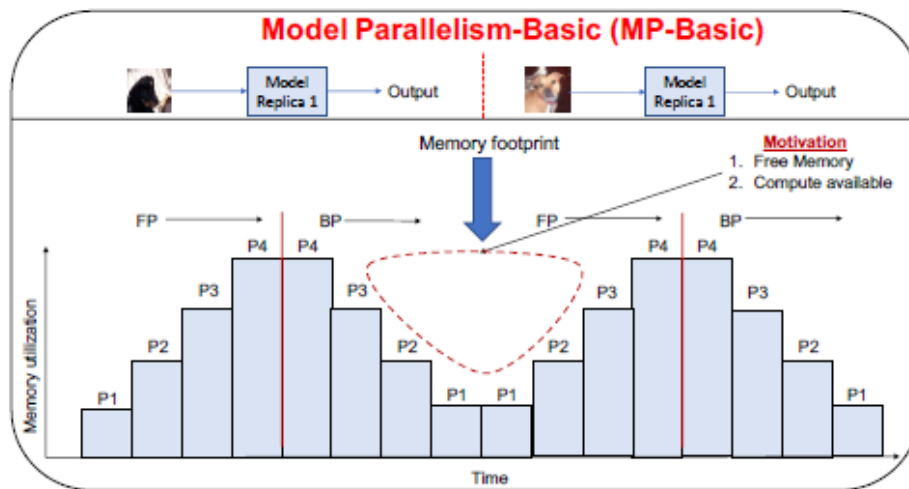 Model Parallelism-Basic (MP-Basic)
Model
Replica 1
Output
Model
Replica 1
Output
Memory footprint
Motivation
1. Free Memory
2. Compute available
FP
BP
FP
BP
P4
P4
P4
P4
P3
P3
P3
P3
P2
P2
P2
P2
P1
P1
P1
P1
Memory utilization
Time